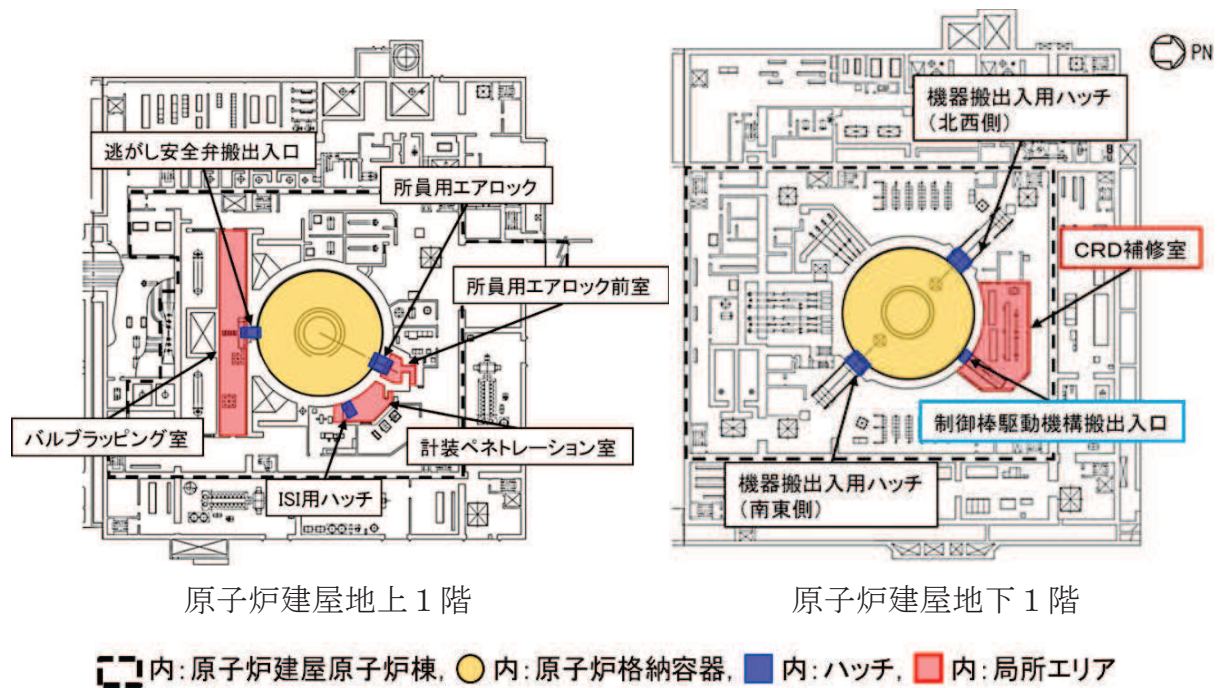 PN
機器搬出入用ハッチ
(北西側)
逃がし安全弁搬出入口
所員用エアロック
CRD補修室
所員用エアロック前室
制御棒駆動機構搬出入口
バルブラッピング室
計装ペネトレーション室
機器搬出入用ハッチ
(南東側)
ISI用ハッチ
原子炉建屋地上1階
原子炉建屋地下1階
内:原子炉建屋原子炉棟, 内:原子炉格納容器, 内:ハッチ, 内:局所エリア